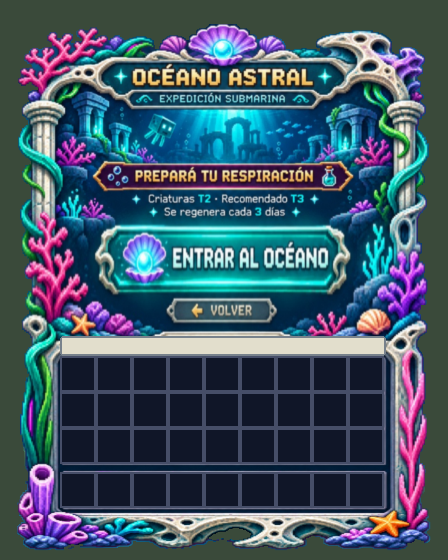 OCÉANO ASTRAL
EXPEDICIÓN SUBMARINA
PREPARÁ TU RESPIRACIÓN
Criaturas T2 · Recomendado T3
Se regenera cada 3 días
ENTRAR AL OCÉANO
VOLVER